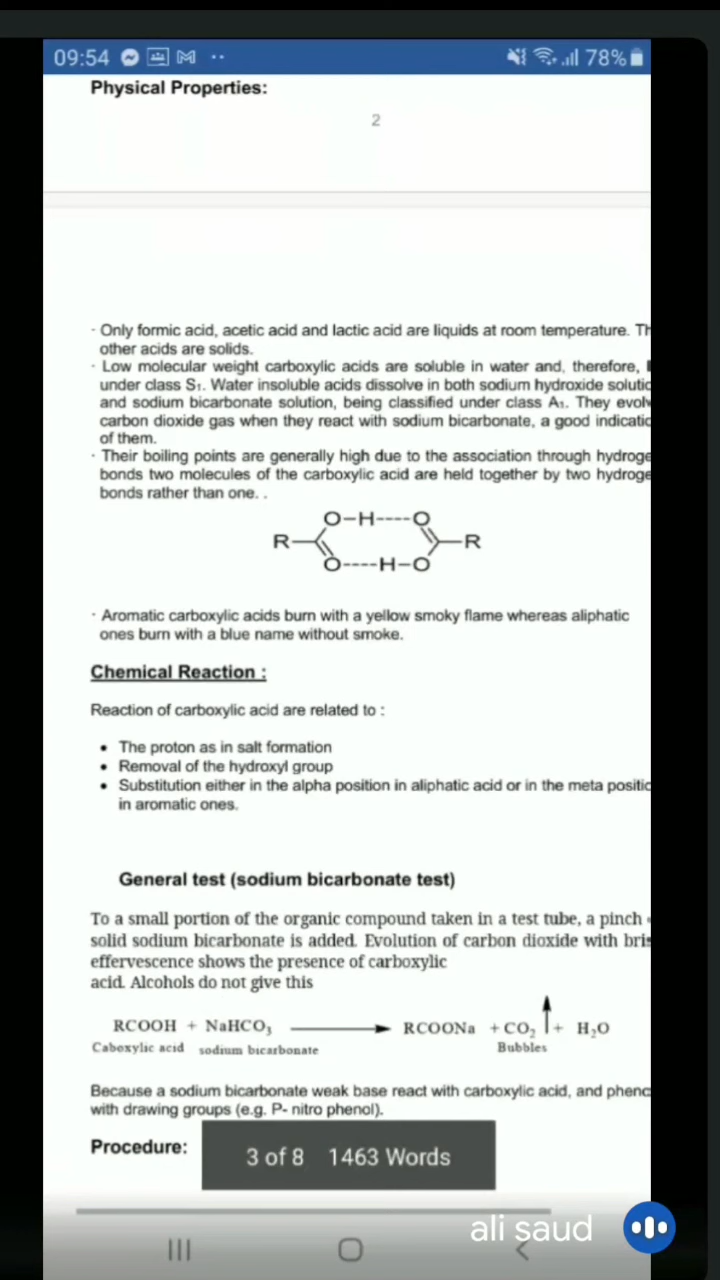 09:54 78%
Physical Properties:
2
· Only formic acid, acetic acid and lactic acid are liquids at room temperature. Th
other acids are solids.
· Low molecular weight carboxylic acids are soluble in water and, therefore,
under class S₁. Water insoluble acids dissolve in both sodium hydroxide solutio
and sodium bicarbonate solution, being classified under class A₁. They evolv
carbon dioxide gas when they react with sodium bicarbonate, a good indicatio
of them.
· Their boiling points are generally high due to the association through hydroge
bonds two molecules of the carboxylic acid are held together by two hydroge
bonds rather than one. .
O-H----O
R R
O----H-O
· Aromatic carboxylic acids burn with a yellow smoky flame whereas aliphatic
ones burn with a blue name without smoke.
Chemical Reaction :
Reaction of carboxylic acid are related to :
• The proton as in salt formation
• Removal of the hydroxyl group
• Substitution either in the alpha position in aliphatic acid or in the meta positio
in aromatic ones.
General test (sodium bicarbonate test)
To a small portion of the organic compound taken in a test tube, a pinch
solid sodium bicarbonate is added. Evolution of carbon dioxide with bris
effervescence shows the presence of carboxylic
acid. Alcohols do not give this
RCOOH + NaHCO₃ RCOONa + CO₂ + H₂O
Caboxylic acid sodium bicarbonate Bubbles
Because a sodium bicarbonate weak base react with carboxylic acid, and pheno
with drawing groups (e.g. P- nitro phenol).
Procedure:
3 of 8 1463 Words
ali saud